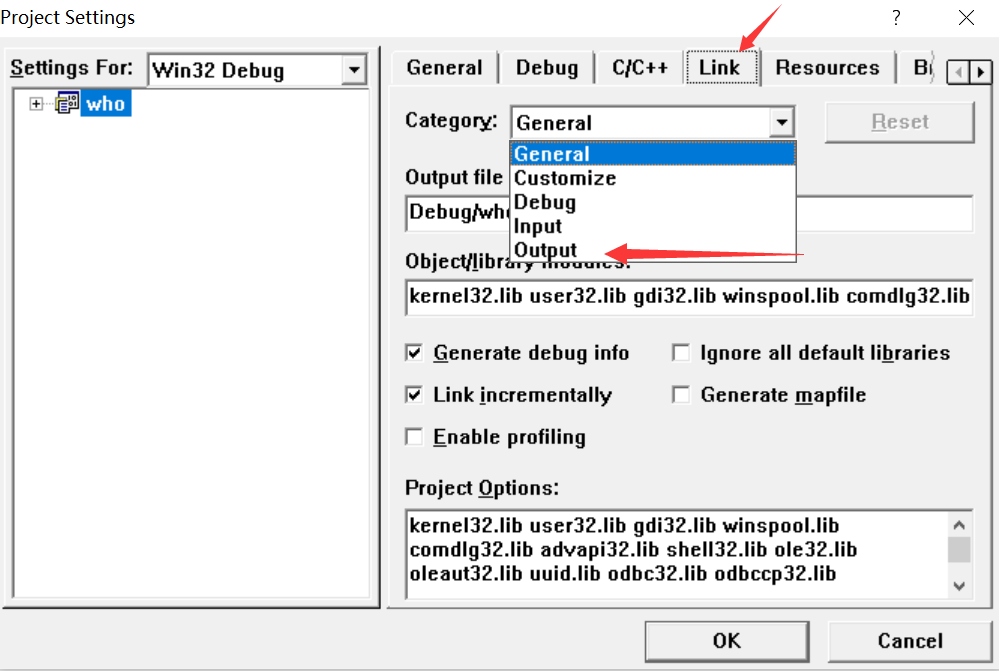 Project Settings
?
Settings For:
Win32 Debug
who
General
Debug
C/C++
Link
Resources
Category:
General
Reset
General
Customize
Debug
Input
Output
Output file
Debug/who
Object/library modules:
kernel32.lib user32.lib gdi32.lib winspool.lib comdlg32.lib
Generate debug info
Ignore all default libraries
Link incrementally
Generate mapfile
Enable profiling
Project Options:
kernel32.lib user32.lib gdi32.lib winspool.lib
comdlg32.lib advapi32.lib shell32.lib ole32.lib
oleaut32.lib uuid.lib odbc32.lib odbccp32.lib
OK
Cancel